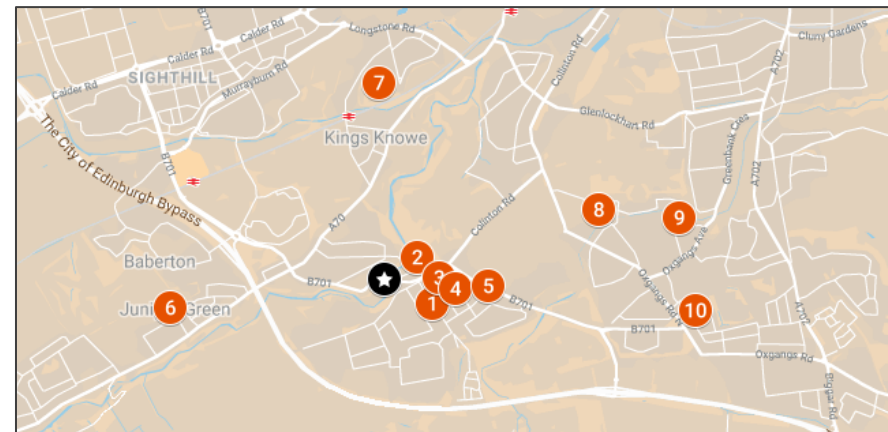 B701
Longstone Rd
Calder Rd
Cluny Gardens
A702
SIGHTHILL
Colinton Rd
Calder Rd
Murrayburn Rd
7
Glenlockhart Rd
The City of Edinburgh Bypass
Kings Knowe
Greenbank Cres
B701
A702
A70
Colinton Rd
8
9
Oxgangs Ave
Baberton
2
B701
3
4
5
B701
1
6
Green
Oxgangs Rd N
10
B701
A702
Oxgangs Rd
Biggar Rd